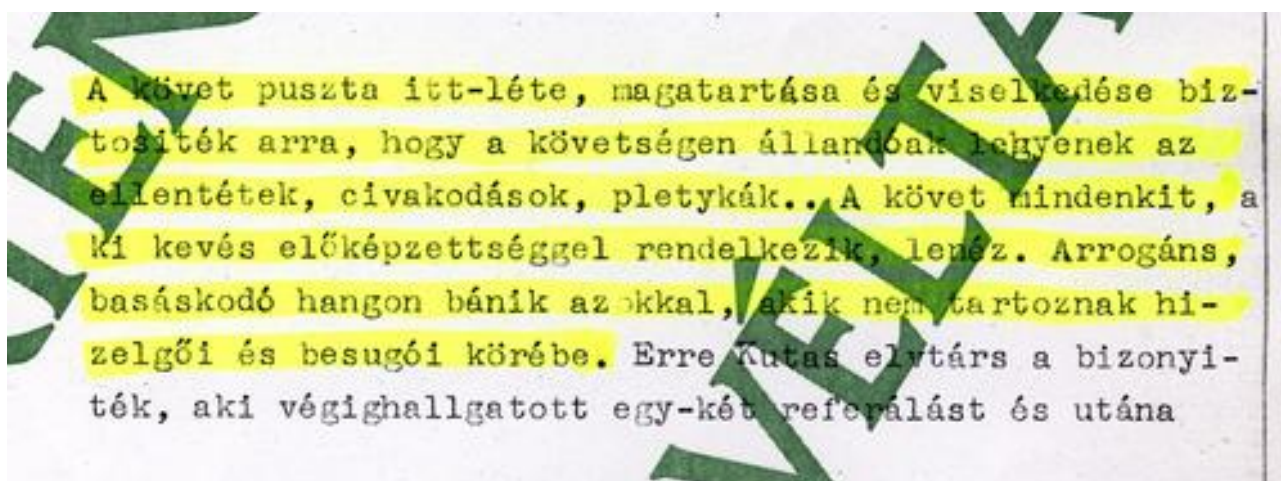 A követ puszta itt-léte, magatartása és viselkedése biz-
tositék arra, hogy a követségen állandóak legyenek az
ellentétek, civakodások, pletykák.. A követ mindenkit, a
ki kevés előképzettséggel rendelkezik, lenéz. Arrogáns,
basáskodó hangon bánik azokkal, akik nem tartoznak hi-
zelgői és besugói körébe. Erre Kutas elvtárs a bizonyi-
ték, aki végighallgatott egy-két referálást és utána